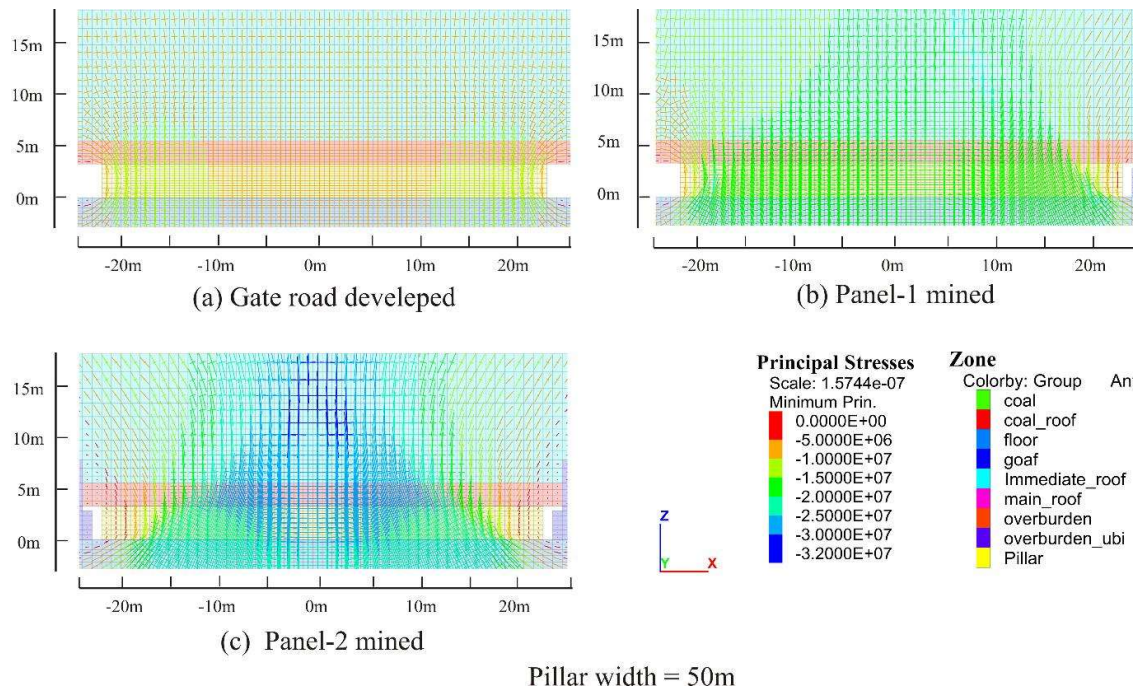 15m
10m
5m
0m
-20m -10m 0m 10m 20m
(a) Gate road develeped
15m
10m
5m
0m
-20m -10m 0m 10m 20m
(b) Panel-1 mined
15m
10m
5m
0m
-20m -10m 0m 10m 20m
(c) Panel-2 mined
Principal Stresses
Scale: 1.5744e-07
Minimum Prin.
0.0000E+00
-5.0000E+06
-1.0000E+07
-1.5000E+07
-2.0000E+07
-2.5000E+07
-3.0000E+07
-3.2000E+07
Zone
Colorby: Group An
coal
coal_roof
floor
goaf
Immediate_roof
main_roof
overburden
overburden_ubi
Pillar
Z
Y X
Pillar width = 50m